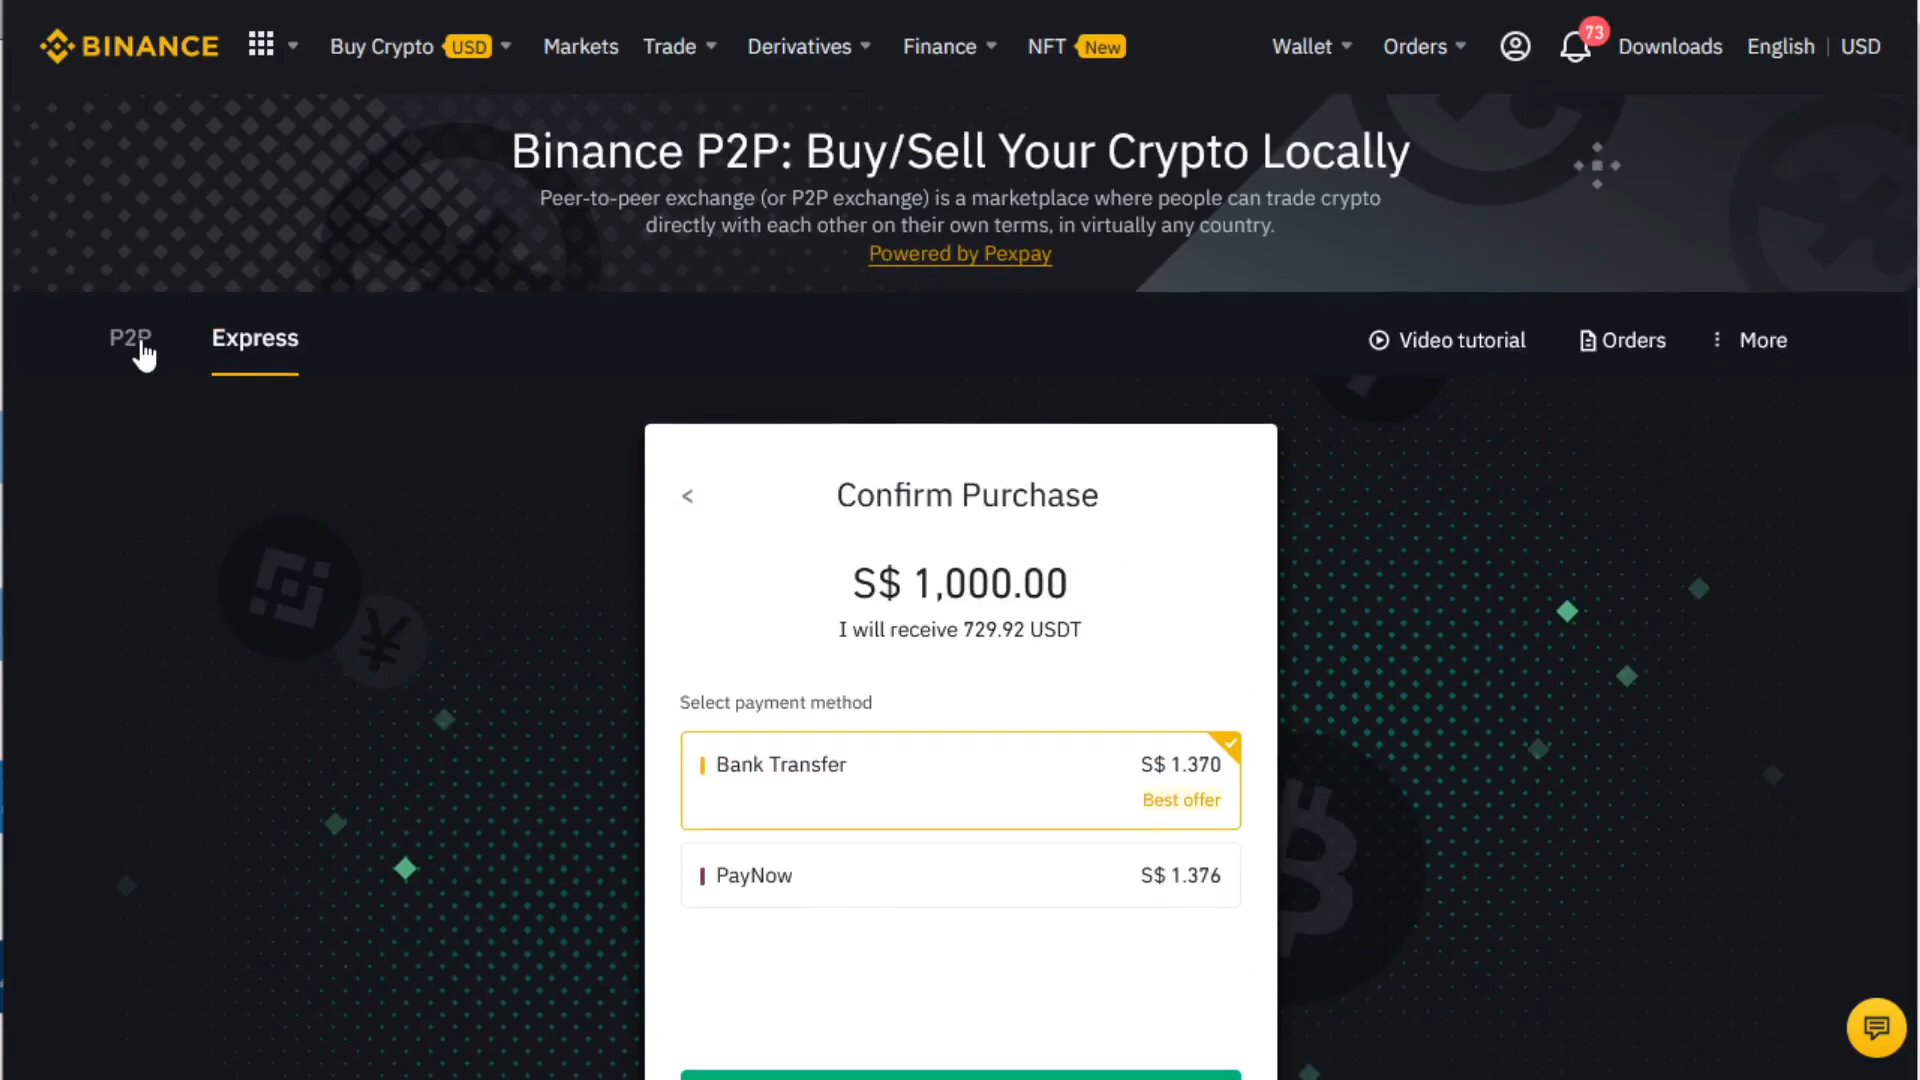 BINANCE
Buy Crypto USD
Markets
Trade
Derivatives
Finance
NFT New
Wallet
Orders
73
Downloads
English | USD
Binance P2P: Buy/Sell Your Crypto Locally
Peer-to-peer exchange (or P2P exchange) is a marketplace where people can trade crypto
directly with each other on their own terms, in virtually any country.
Powered by Pexpay
P2P
Express
Video tutorial
Orders
More
< Confirm Purchase
S$ 1,000.00
I will receive 729.92 USDT
Select payment method
Bank Transfer S$ 1.370
Best offer
PayNow S$ 1.376